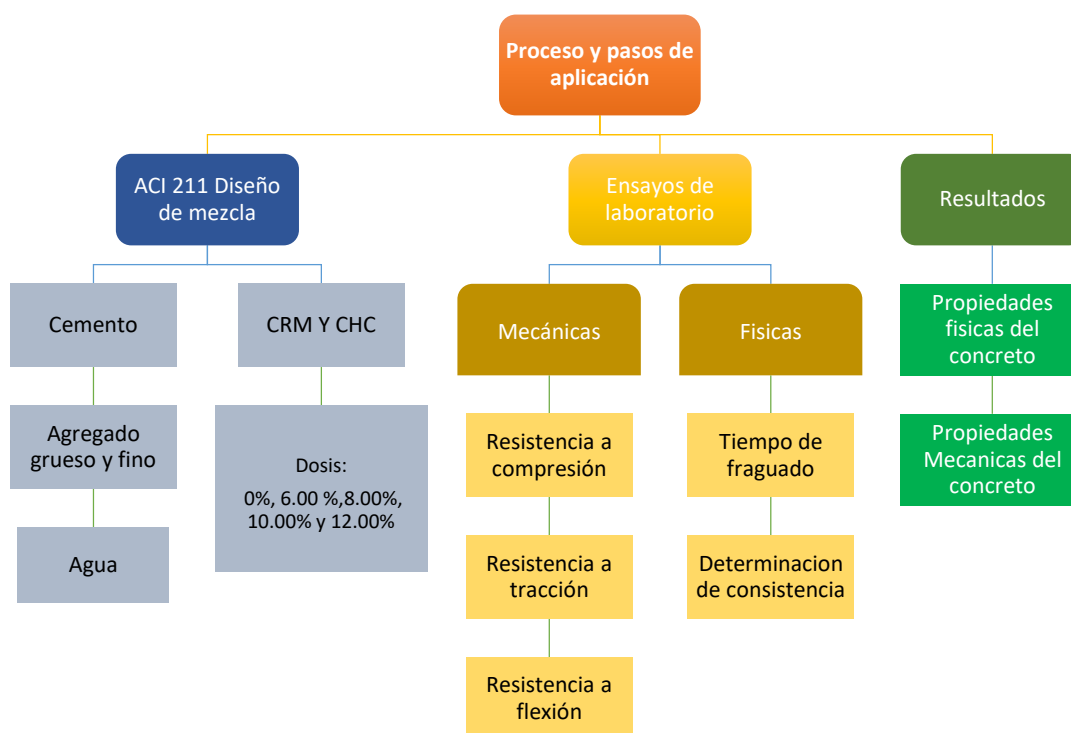 Proceso y pasos de
aplicación
ACI 211 Diseño
de mezcla
Ensayos de
laboratorio
Resultados
Cemento
CRM Y CHC
Mecánicas
Fisicas
Propiedades
fisicas del
concreto
Agregado
grueso y fino
Dosis:
0%, 6.00 %,8.00%,
10.00% y 12.00%
Resistencia a
compresión
Tiempo de
fraguado
Propiedades
Mecanicas del
concreto
Agua
Resistencia a
tracción
Determinacion
de consistencia
Resistencia a
flexión